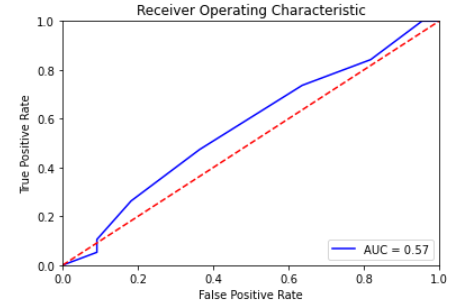 Receiver Operating Characteristic
1.0
0.8
0.6
0.4
0.2
0.0
True Positive Rate
AUC = 0.57
0.0 0.2 0.4 0.6 0.8 1.0
False Positive Rate